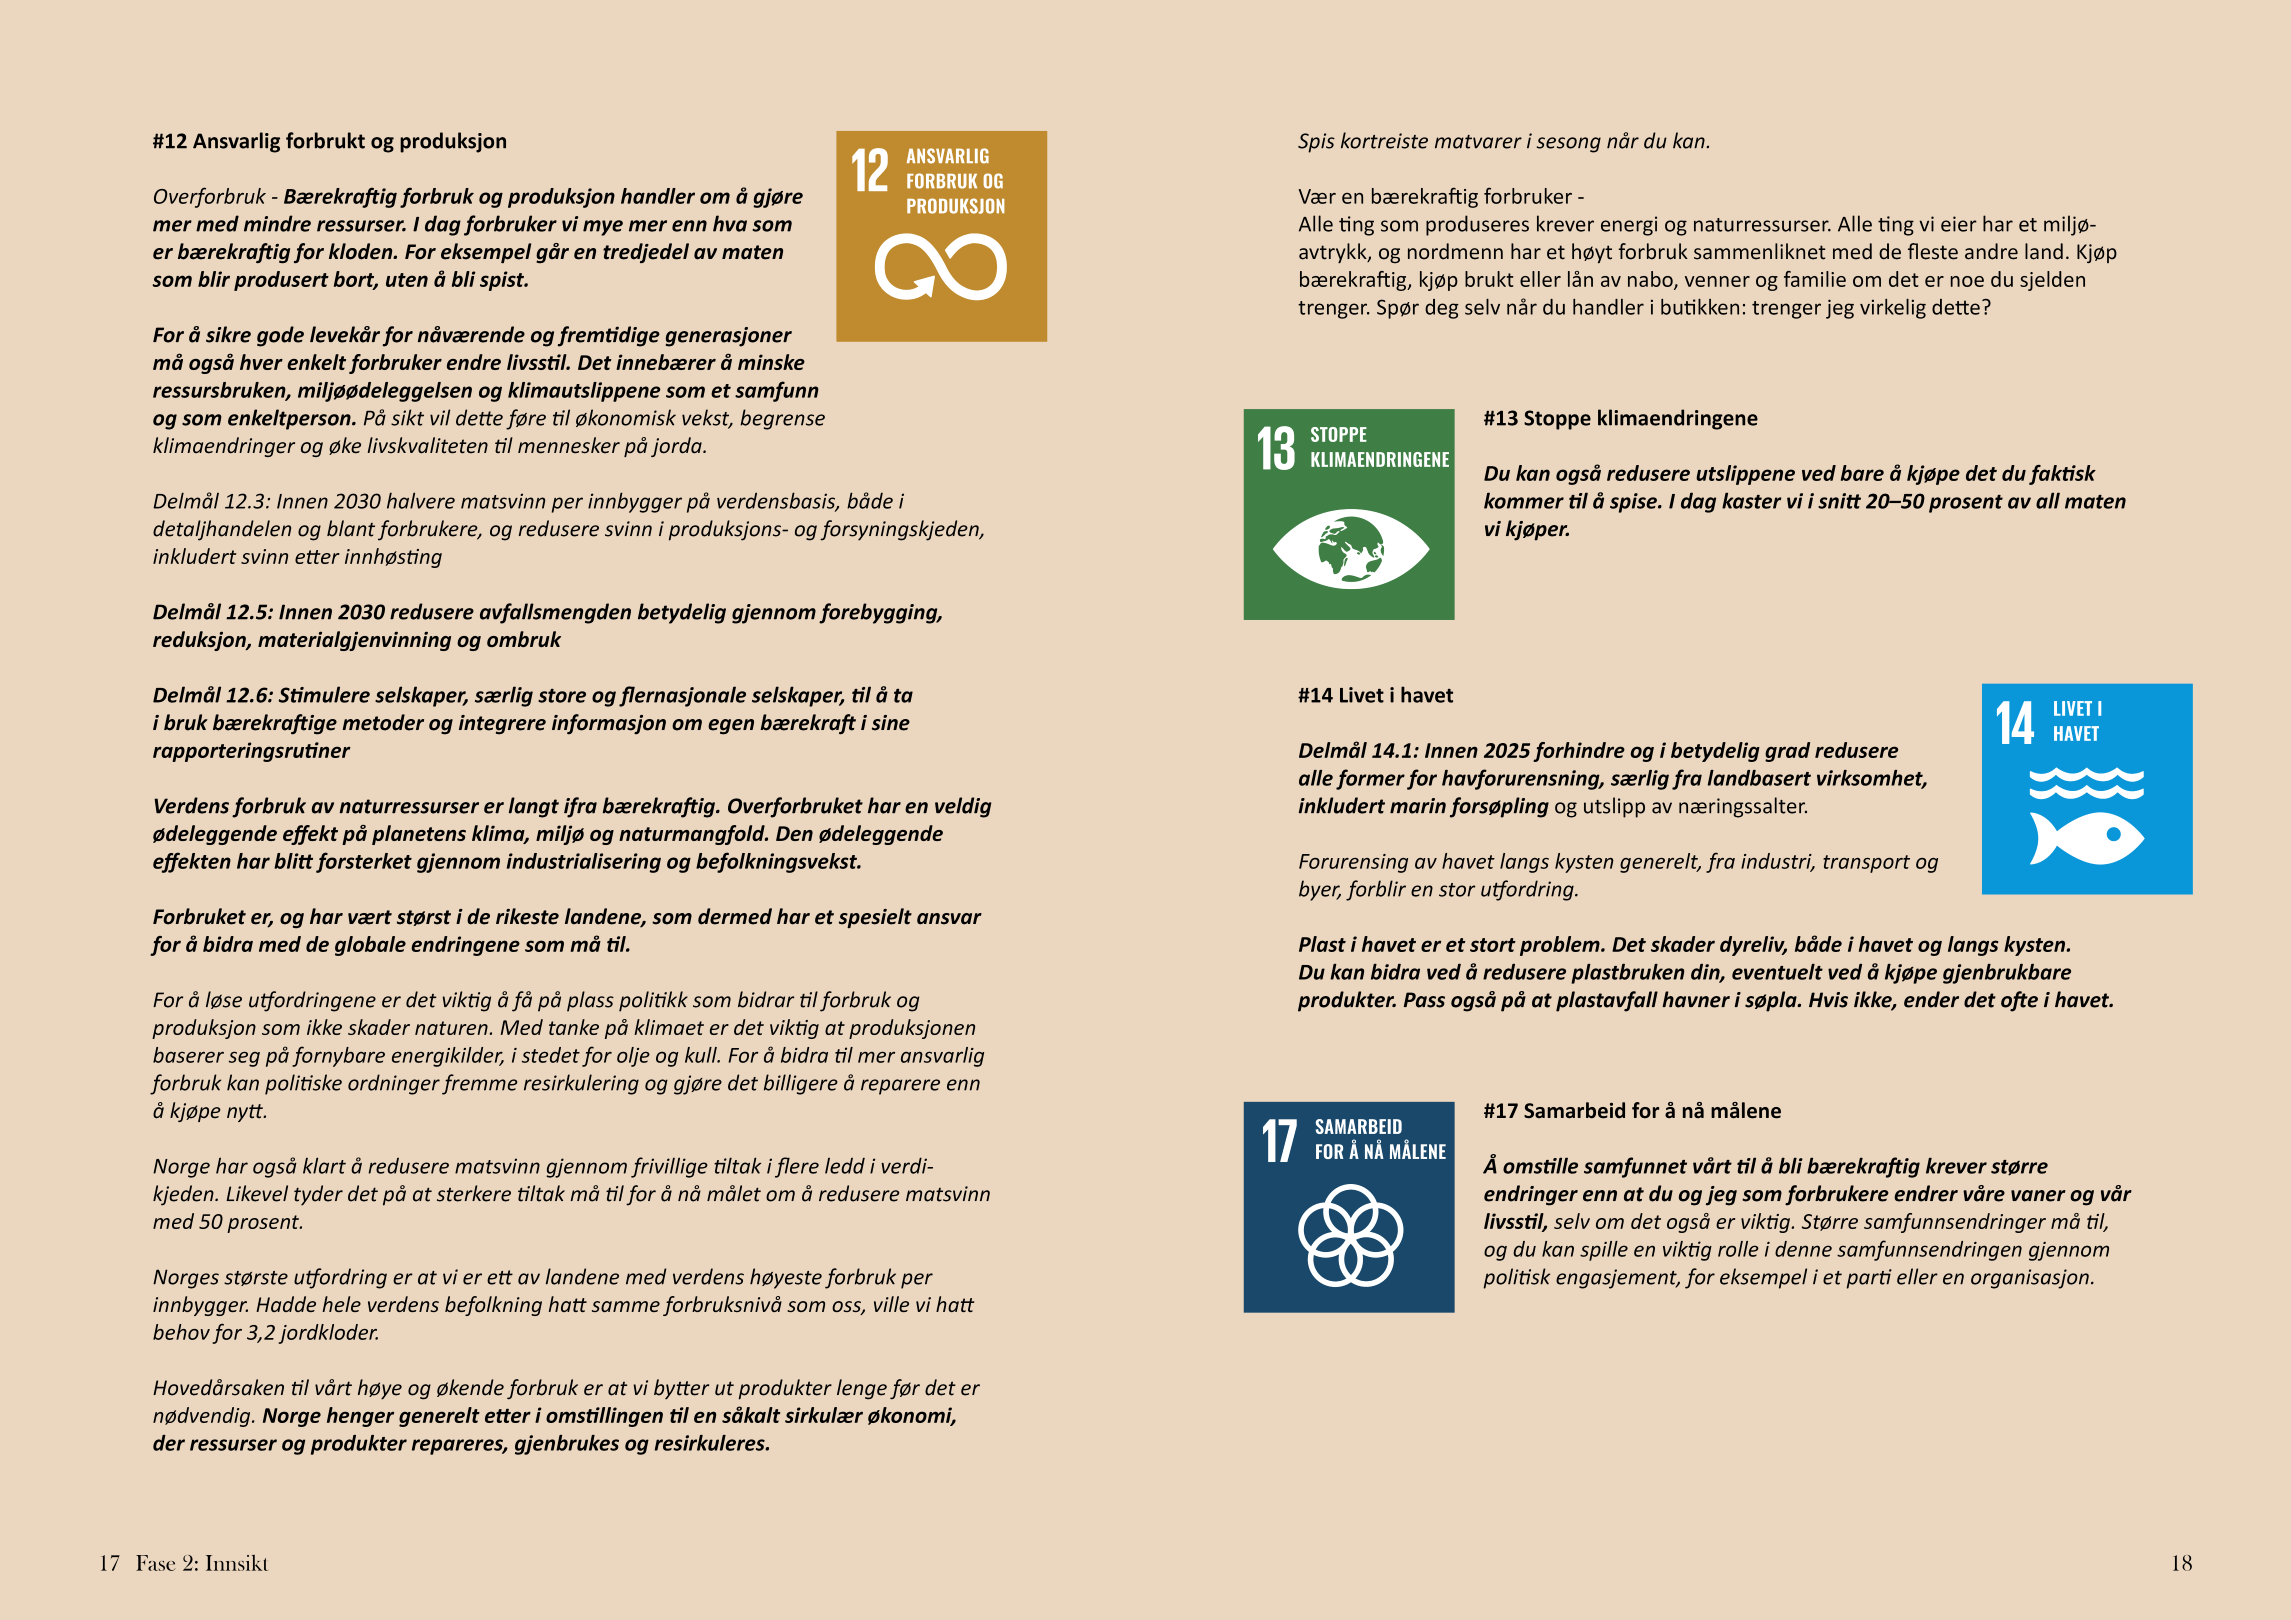 #12 Ansvarlig forbrukt og produksjon
12 ANSVARLIG
FORBRUK OG
PRODUKSJON
Overforbruk - Bærekraftig forbruk og produksjon handler om å gjøre
mer med mindre ressurser. I dag forbruker vi mye mer enn hva som
er bærekraftig for kloden. For eksempel går en tredjedel av maten
som blir produsert bort, uten å bli spist.
For å sikre gode levekår for nåværende og fremtidige generasjoner
må også hver enkelt forbruker endre livsstil. Det innebærer å minske
ressursbruken, miljøødeleggelsen og klimautslippene som et samfunn
og som enkeltperson. På sikt vil dette føre til økonomisk vekst, begrense
klimaendringer og øke livskvaliteten til mennesker på jorda.
Delmål 12.3: Innen 2030 halvere matsvinn per innbygger på verdensbasis, både i
detaljhandelen og blant forbrukere, og redusere svinn i produksjons- og forsyningskjeden,
inkludert svinn etter innhøsting
Delmål 12.5: Innen 2030 redusere avfallsmengden betydelig gjennom forebygging,
reduksjon, materialgjenvinning og ombruk
Delmål 12.6: Stimulere selskaper, særlig store og flernasjonale selskaper, til å ta
i bruk bærekraftige metoder og integrere informasjon om egen bærekraft i sine
rapporteringsrutiner
Verdens forbruk av naturressurser er langt ifra bærekraftig. Overforbruket har en veldig
ødeleggende effekt på planetens klima, miljø og naturmangfold. Den ødeleggende
effekten har blitt forsterket gjennom industrialisering og befolkningsvekst.
Forbruket er, og har vært størst i de rikeste landene, som dermed har et spesielt ansvar
for å bidra med de globale endringene som må til.
For å løse utfordringene er det viktig å få på plass politikk som bidrar til forbruk og
produksjon som ikke skader naturen. Med tanke på klimaet er det viktig at produksjonen
baserer seg på fornybare energikilder, i stedet for olje og kull. For å bidra til mer ansvarlig
forbruk kan politiske ordninger fremme resirkulering og gjøre det billigere å reparere enn
å kjøpe nytt.
Norge har også klart å redusere matsvinn gjennom frivillige tiltak i flere ledd i verdi-
kjeden. Likevel tyder det på at sterkere tiltak må til for å nå målet om å redusere matsvinn
med 50 prosent.
Norges største utfordring er at vi er ett av landene med verdens høyeste forbruk per
innbygger. Hadde hele verdens befolkning hatt samme forbruksnivå som oss, ville vi hatt
behov for 3,2 jordkloder.
Hovedårsaken til vårt høye og økende forbruk er at vi bytter ut produkter lenge før det er
nødvendig. Norge henger generelt etter i omstillingen til en såkalt sirkulær økonomi,
der ressurser og produkter repareres, gjenbrukes og resirkuleres.
17 Fase 2: Innsikt
Spis kortreiste matvarer i sesong når du kan.
Vær en bærekraftig forbruker -
Alle ting som produseres krever energi og naturressurser. Alle ting vi eier har et miljø-
avtrykk, og nordmenn har et høyt forbruk sammenliknet med de fleste andre land. Kjøp
bærekraftig, kjøp brukt eller lån av nabo, venner og familie om det er noe du sjelden
trenger. Spør deg selv når du handler i butikken: trenger jeg virkelig dette?
13 STOPPE
KLIMAENDRINGENE
#13 Stoppe klimaendringene
Du kan også redusere utslippene ved bare å kjøpe det du faktisk
kommer til å spise. I dag kaster vi i snitt 20–50 prosent av all maten
vi kjøper.
#14 Livet i havet
14 LIVET I
HAVET
Delmål 14.1: Innen 2025 forhindre og i betydelig grad redusere
alle former for havforurensning, særlig fra landbasert virksomhet,
inkludert marin forsøpling og utslipp av næringssalter.
Forurensing av havet langs kysten generelt, fra industri, transport og
byer, forblir en stor utfordring.
Plast i havet er et stort problem. Det skader dyreliv, både i havet og langs kysten.
Du kan bidra ved å redusere plastbruken din, eventuelt ved å kjøpe gjenbrukbare
produkter. Pass også på at plastavfall havner i søpla. Hvis ikke, ender det ofte i havet.
17 SAMARBEID
FOR Å NÅ MÅLENE
#17 Samarbeid for å nå målene
Å omstille samfunnet vårt til å bli bærekraftig krever større
endringer enn at du og jeg som forbrukere endrer våre vaner og vår
livsstil, selv om det også er viktig. Større samfunnsendringer må til,
og du kan spille en viktig rolle i denne samfunnsendringen gjennom
politisk engasjement, for eksempel i et parti eller en organisasjon.
18